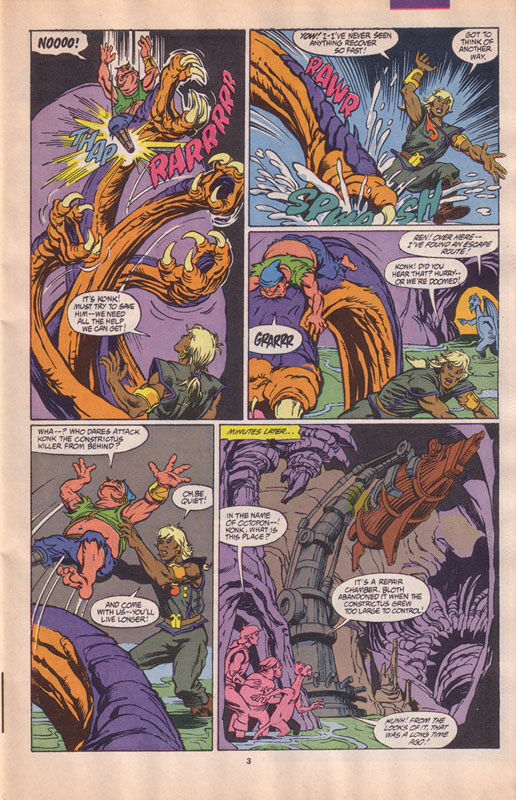 NOOOO!
THAP
RARRRRRR
IT'S KONK!
MUST TRY TO SAVE
HIM--WE NEED
ALL THE HELP
WE CAN GET!
YOW! I-I'VE NEVER SEEN
ANYTHING RECOVER
SO FAST!
GOT TO
THINK OF
ANOTHER
WAY.
RAWR
SPWHOOSH
REN! OVER HERE--
I'VE FOUND AN ESCAPE
ROUTE!
KONK! DID YOU
HEAR THAT? HURRY--
OR WE'RE DOOMED!
GRARRR
WHA--? WHO DARES ATTACK
KONK THE CONSTRICTUS
KILLER FROM BEHIND?
OH, BE
QUIET!
AND COME
WITH US--YOU'LL
LIVE LONGER!
MINUTES LATER...
IN THE NAME
OF OCTOPON--!
KONK, WHAT IS
THIS PLACE?
IT'S A REPAIR
CHAMBER. BLOTH
ABANDONED IT WHEN THE
CONSTRICTUS GREW
TOO LARGE TO CONTROL!
HUNH! FROM THE
LOOKS OF IT, THAT
WAS A LONG TIME
AGO!
3